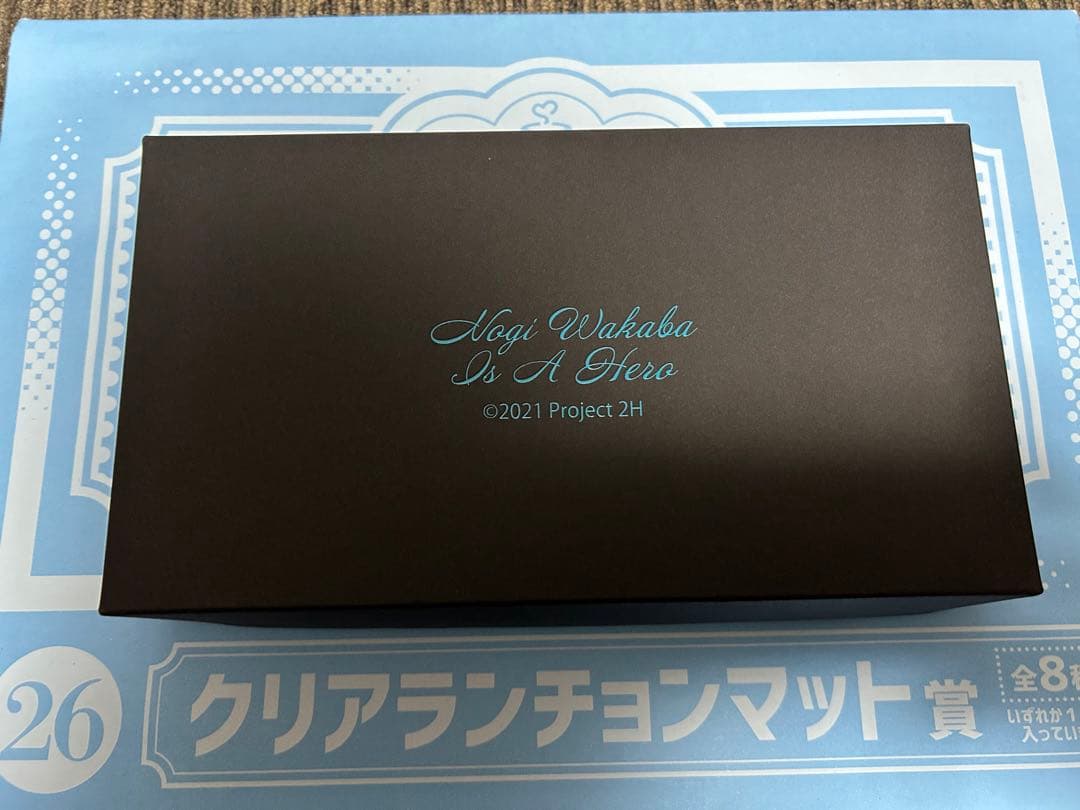 Nogi Wakaba
Is A Hero
©2021 Project 2H
26
クリアランチョンマット賞
全8種
いずれか1
入ってい